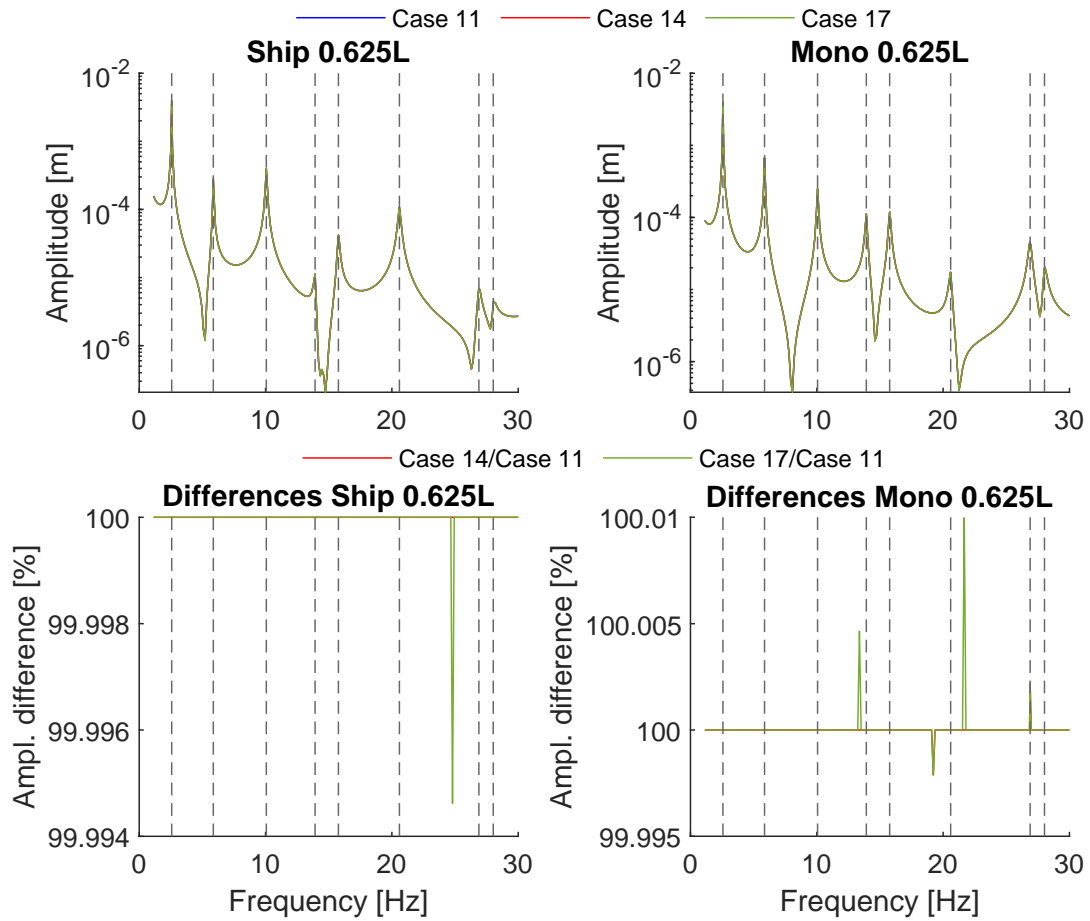 Case 11 Case 14 Case 17
Ship 0.625L
Mono 0.625L
Amplitude [m]
10^-2
10^-4
10^-6
0 10 20 30
Amplitude [m]
10^-2
10^-4
10^-6
0 10 20 30
Case 14/Case 11 Case 17/Case 11
Differences Ship 0.625L
Differences Mono 0.625L
Ampl. difference [%]
100
99.998
99.996
99.994
0 10 20 30
Frequency [Hz]
Ampl. difference [%]
100.01
100.005
100
99.995
0 10 20 30
Frequency [Hz]